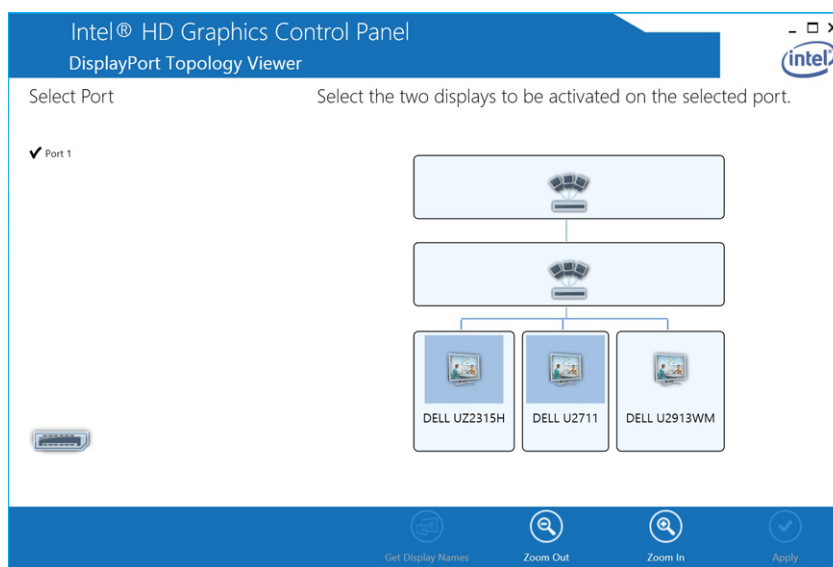 Intel® HD Graphics Control Panel
DisplayPort Topology Viewer
intel
Select Port
Select the two displays to be activated on the selected port.
Port 1
DELL UZ2315H
DELL U2711
DELL U2913WM
Get Display Names
Zoom Out
Zoom In
Apply